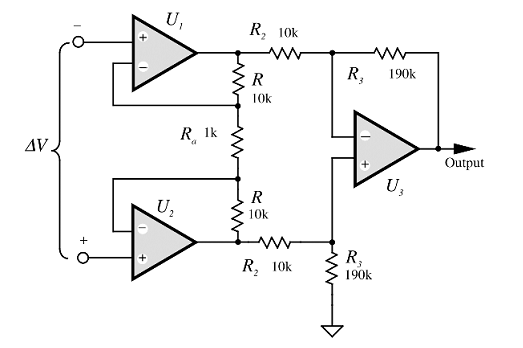 −
U1
R2 10k
+
−
R
10k
R3 190k
ΔV
Ra 1k
−
+
Output
U3
U2
R
10k
+
−
+
R2 10k
R3
190k